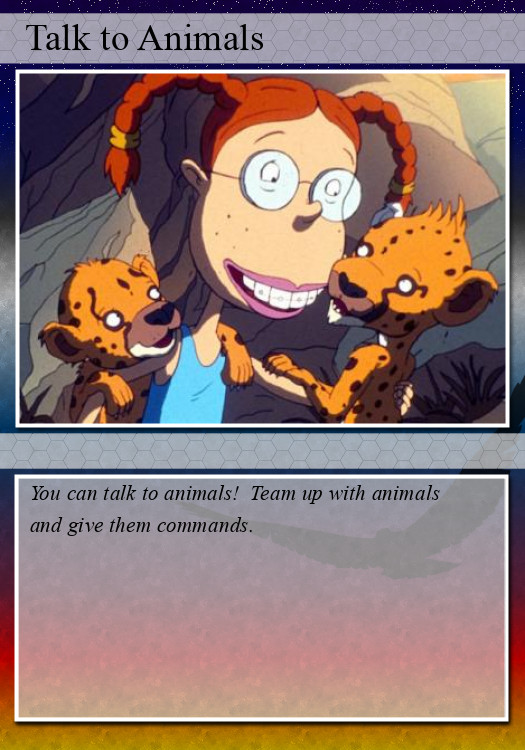 Talk to Animals
You can talk to animals!  Team up with animals
and give them commands.